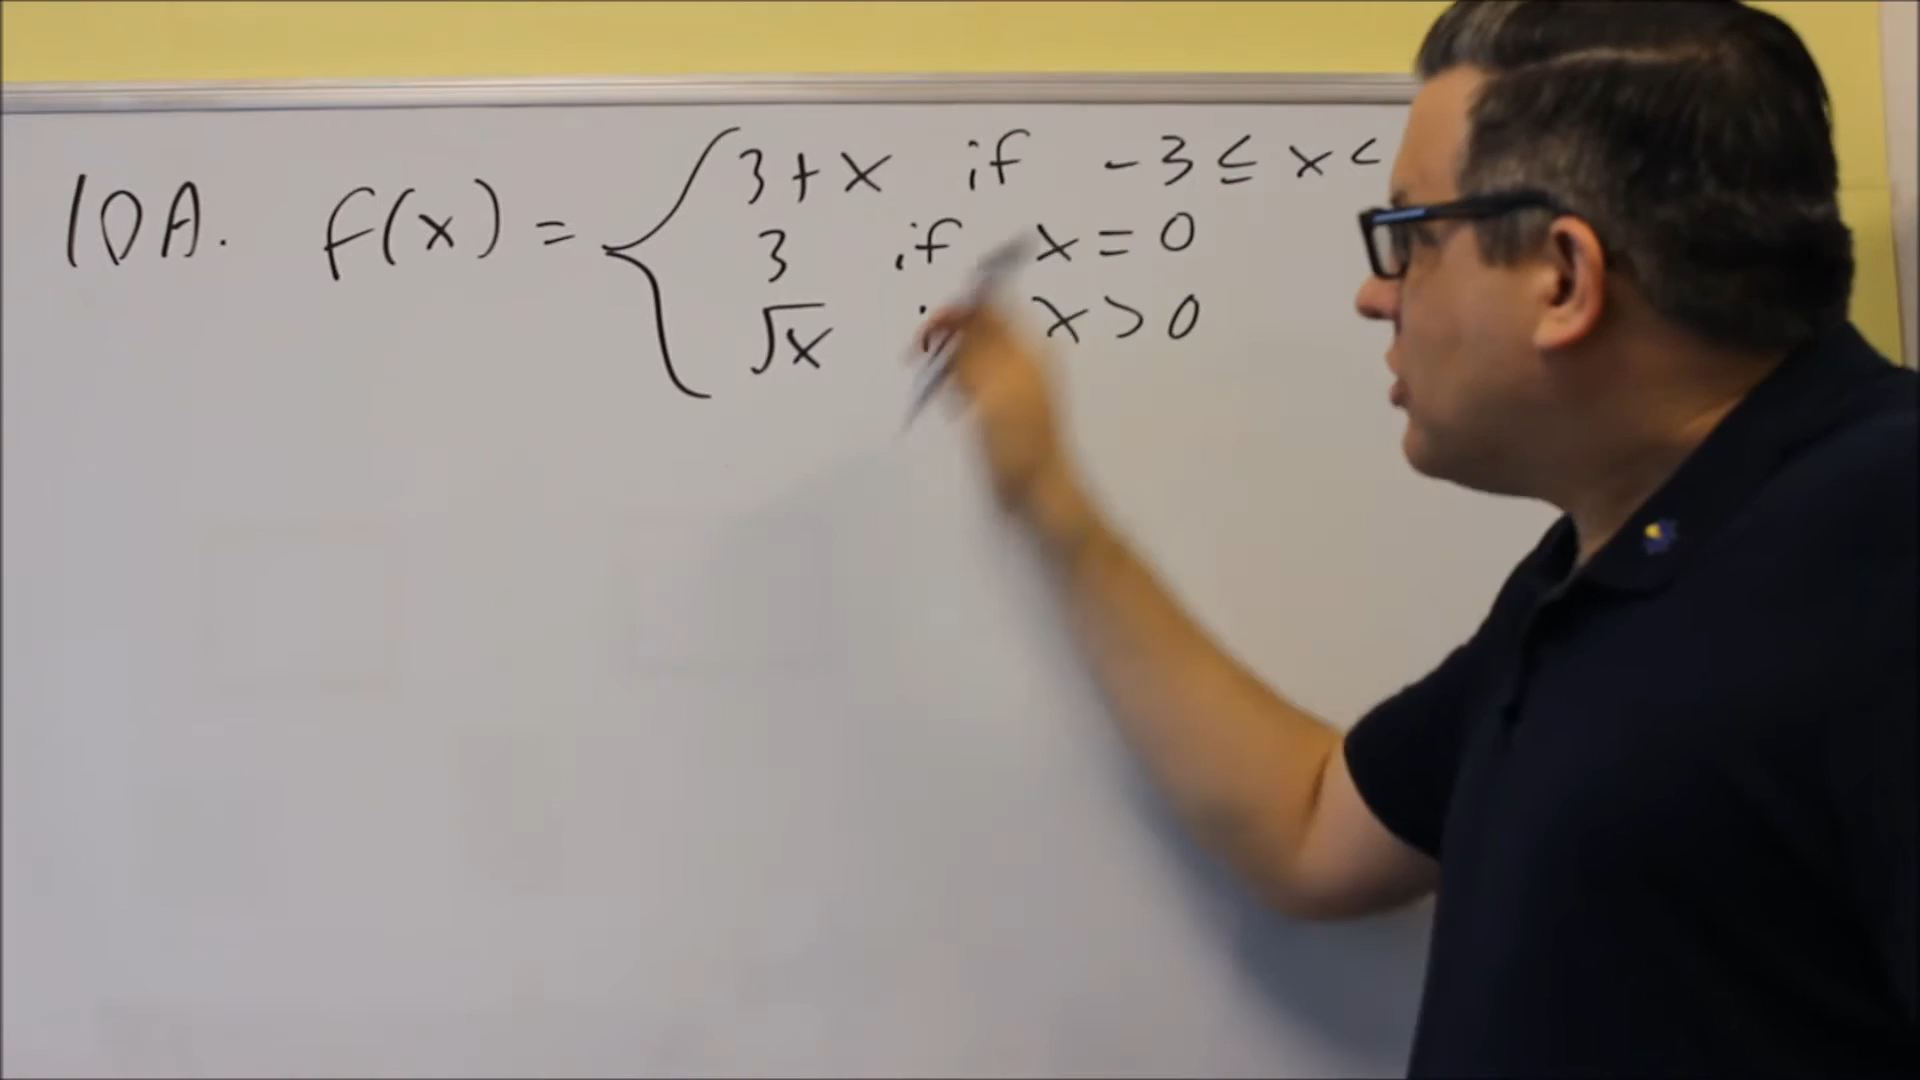 10A. f(x) = { 3+x if -3 ≤ x <
3 if x = 0
√x x > 0